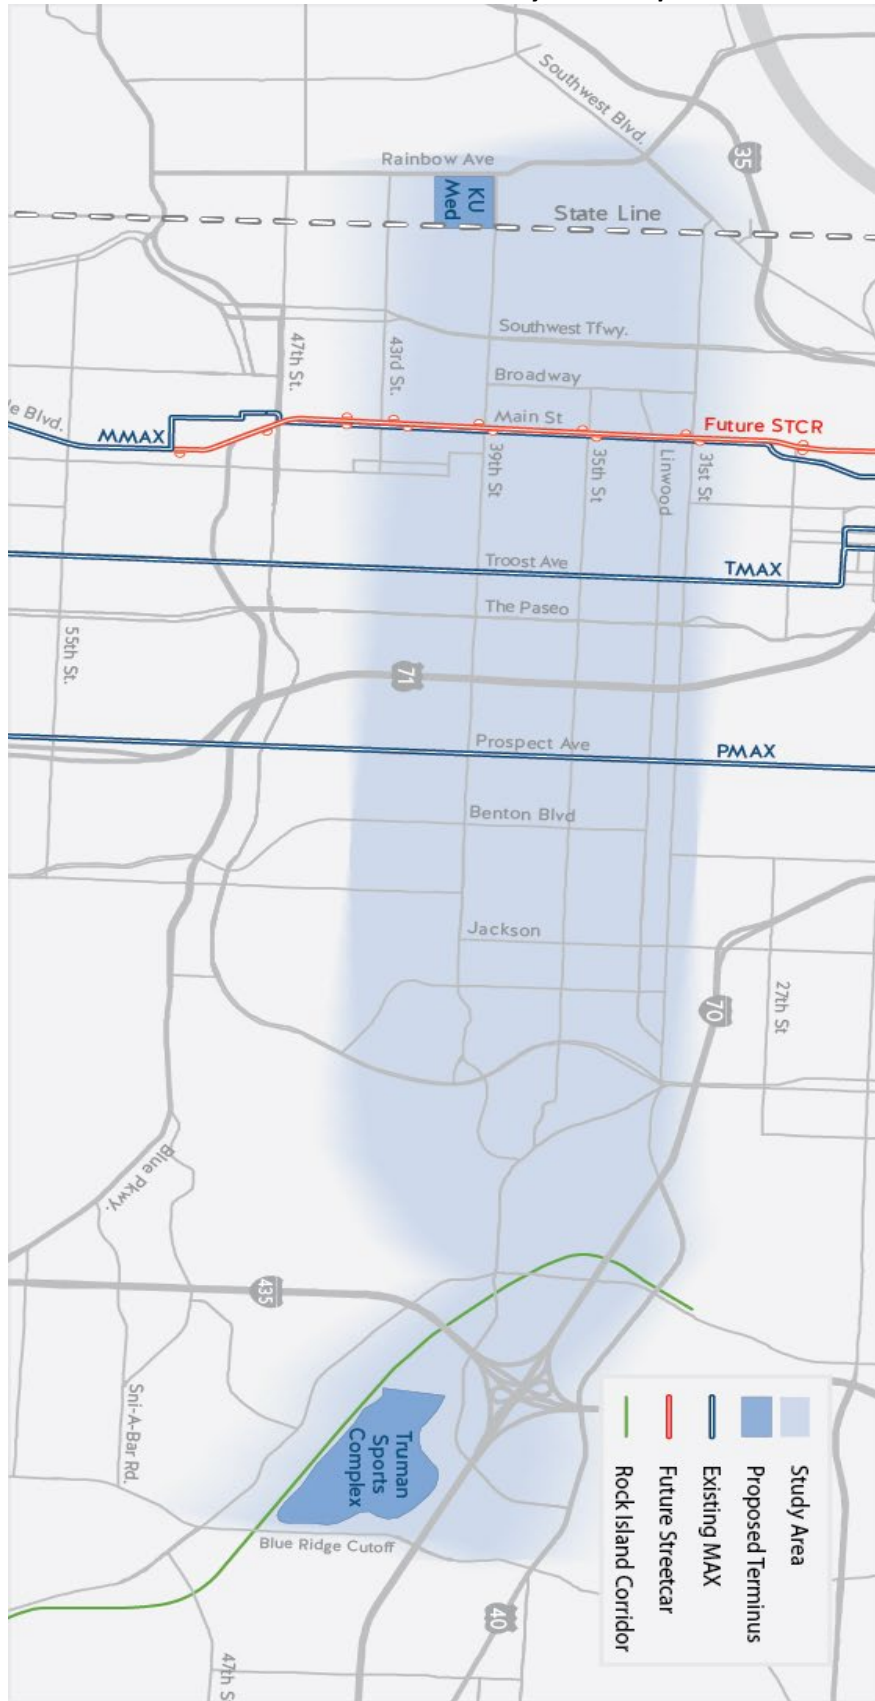 Southwest Blvd.
35
Rainbow Ave
KU
Med
State Line
Southwest Tfwy.
47th St.
43rd St.
Broadway
Main St
Future STCR
le Blvd.
MMAX
39th St
35th St
Linwood
31st St
Troost Ave
TMAX
The Paseo
55th St.
71
Prospect Ave
PMAX
Benton Blvd
Jackson
27th St
70
Blue Pkwy.
435
Sni-A-Bar Rd.
Truman
Sports
Complex
Blue Ridge Cutoff
40
47th S
Study Area
Proposed Terminus
Existing MAX
Future Streetcar
Rock Island Corridor